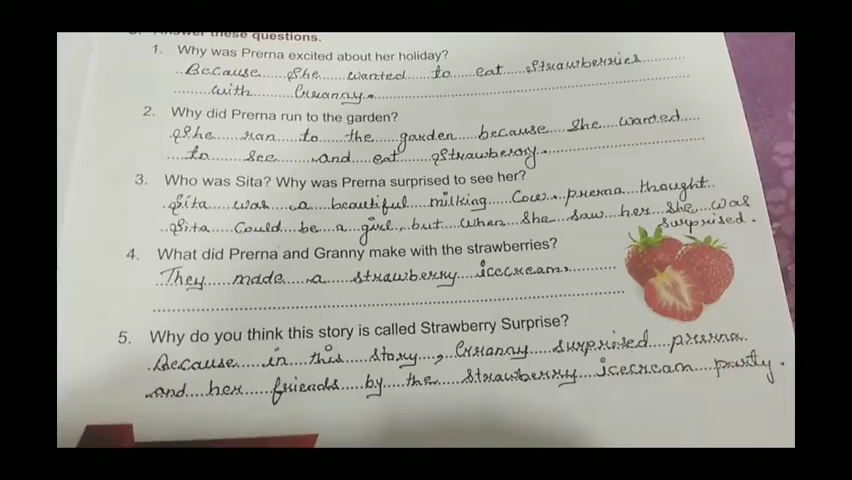 Answer these questions.
1. Why was Prerna excited about her holiday?
Because she wanted to eat strawberries
with Granny.
2. Why did Prerna run to the garden?
She ran to the garden because she wanted
to see and eat strawberry.
3. Who was Sita? Why was Prerna surprised to see her?
Sita was a beautiful milking cow. prerna thought
Sita could be a girl, but when she saw her she was
surprised.
4. What did Prerna and Granny make with the strawberries?
They made a strawberry icecream.
5. Why do you think this story is called Strawberry Surprise?
Because in this story, Granny surprised prerna
and her friends by the strawberry icecream party.